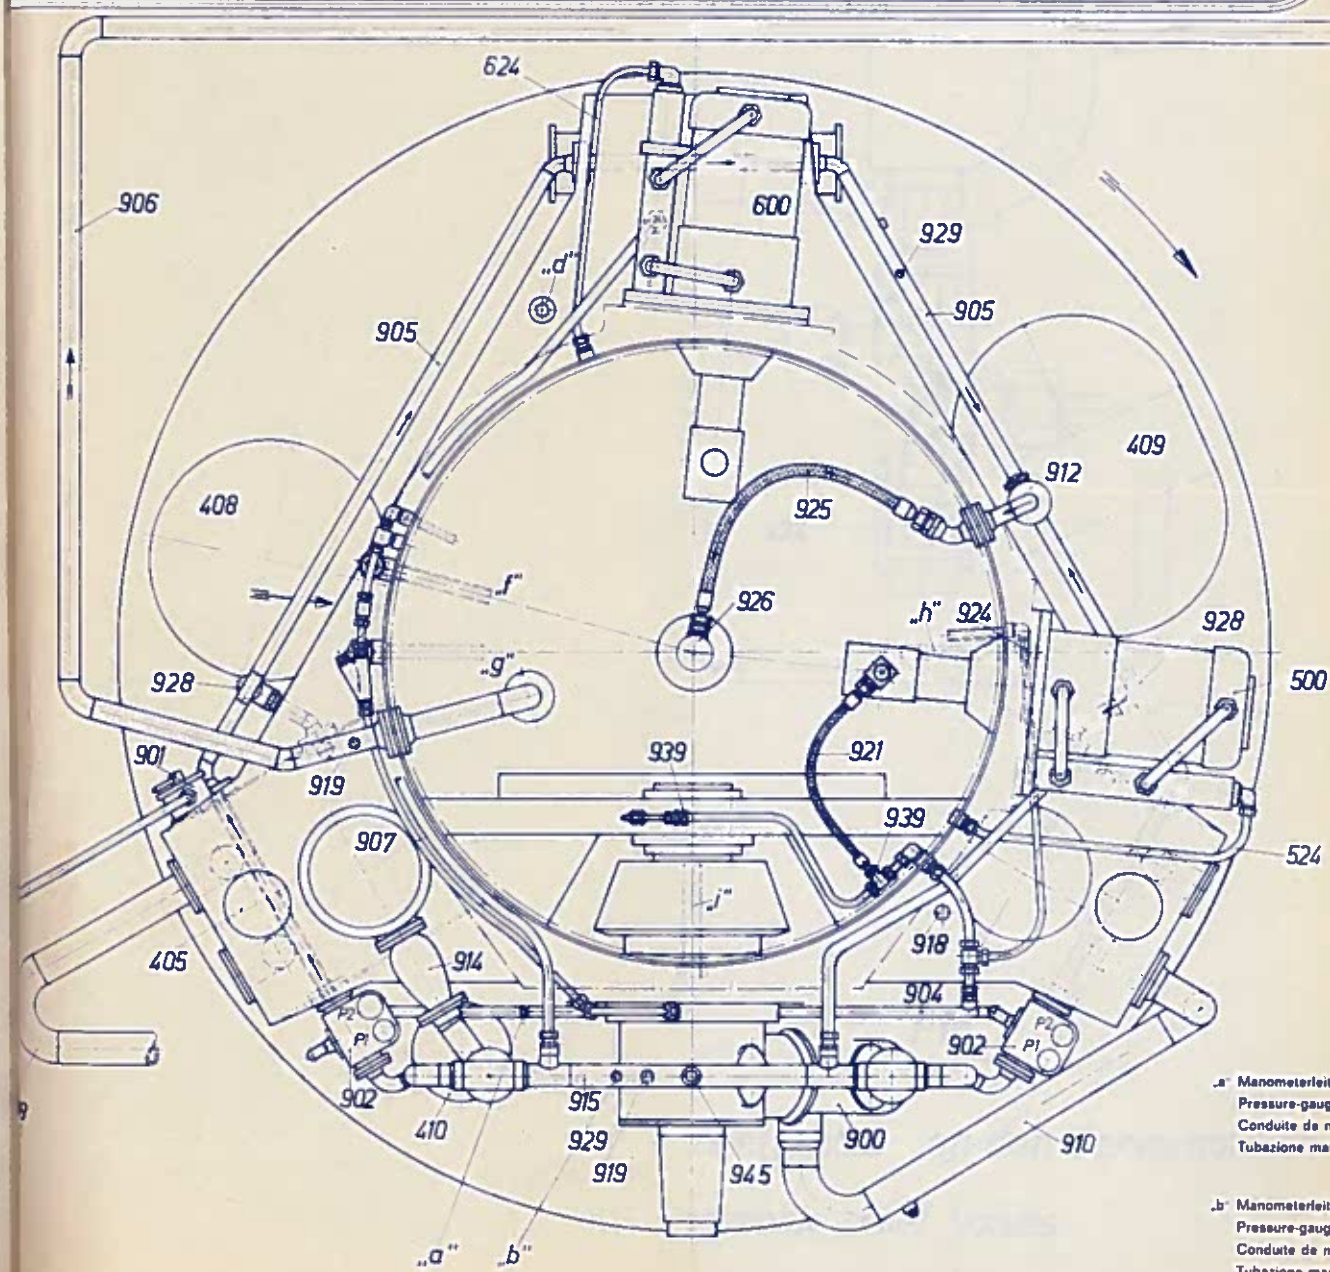 624
906
600
929
„d"
905
905
409
408
912
925
„f"
926
„h"
924
928
„g"
928
500
901
921
939
919
939
907
524
„i"
405
918
914
904
P2
P1
P2
P1
902
902
915
410
900
929
910
919
945
„a"
„b"
„a" Manometerleit
Pressure-gaug
Conduite de m
Tubazione ma
„b" Manometerleit
Pressure-gaug
Conduite de m
Tubazione ma